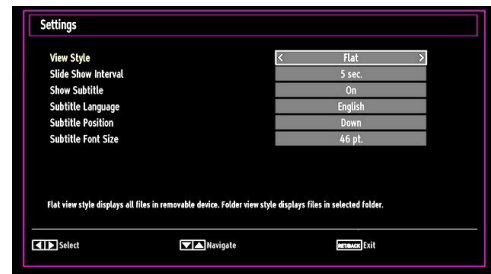 Settings
View Style < Flat >
Slide Show Interval 5 sec.
Show Subtitle On
Subtitle Language English
Subtitle Position Down
Subtitle Font Size 46 pt.
Flat view style displays all files in removable device. Folder view style displays files in selected folder.
Select Navigate RET/BACK Exit